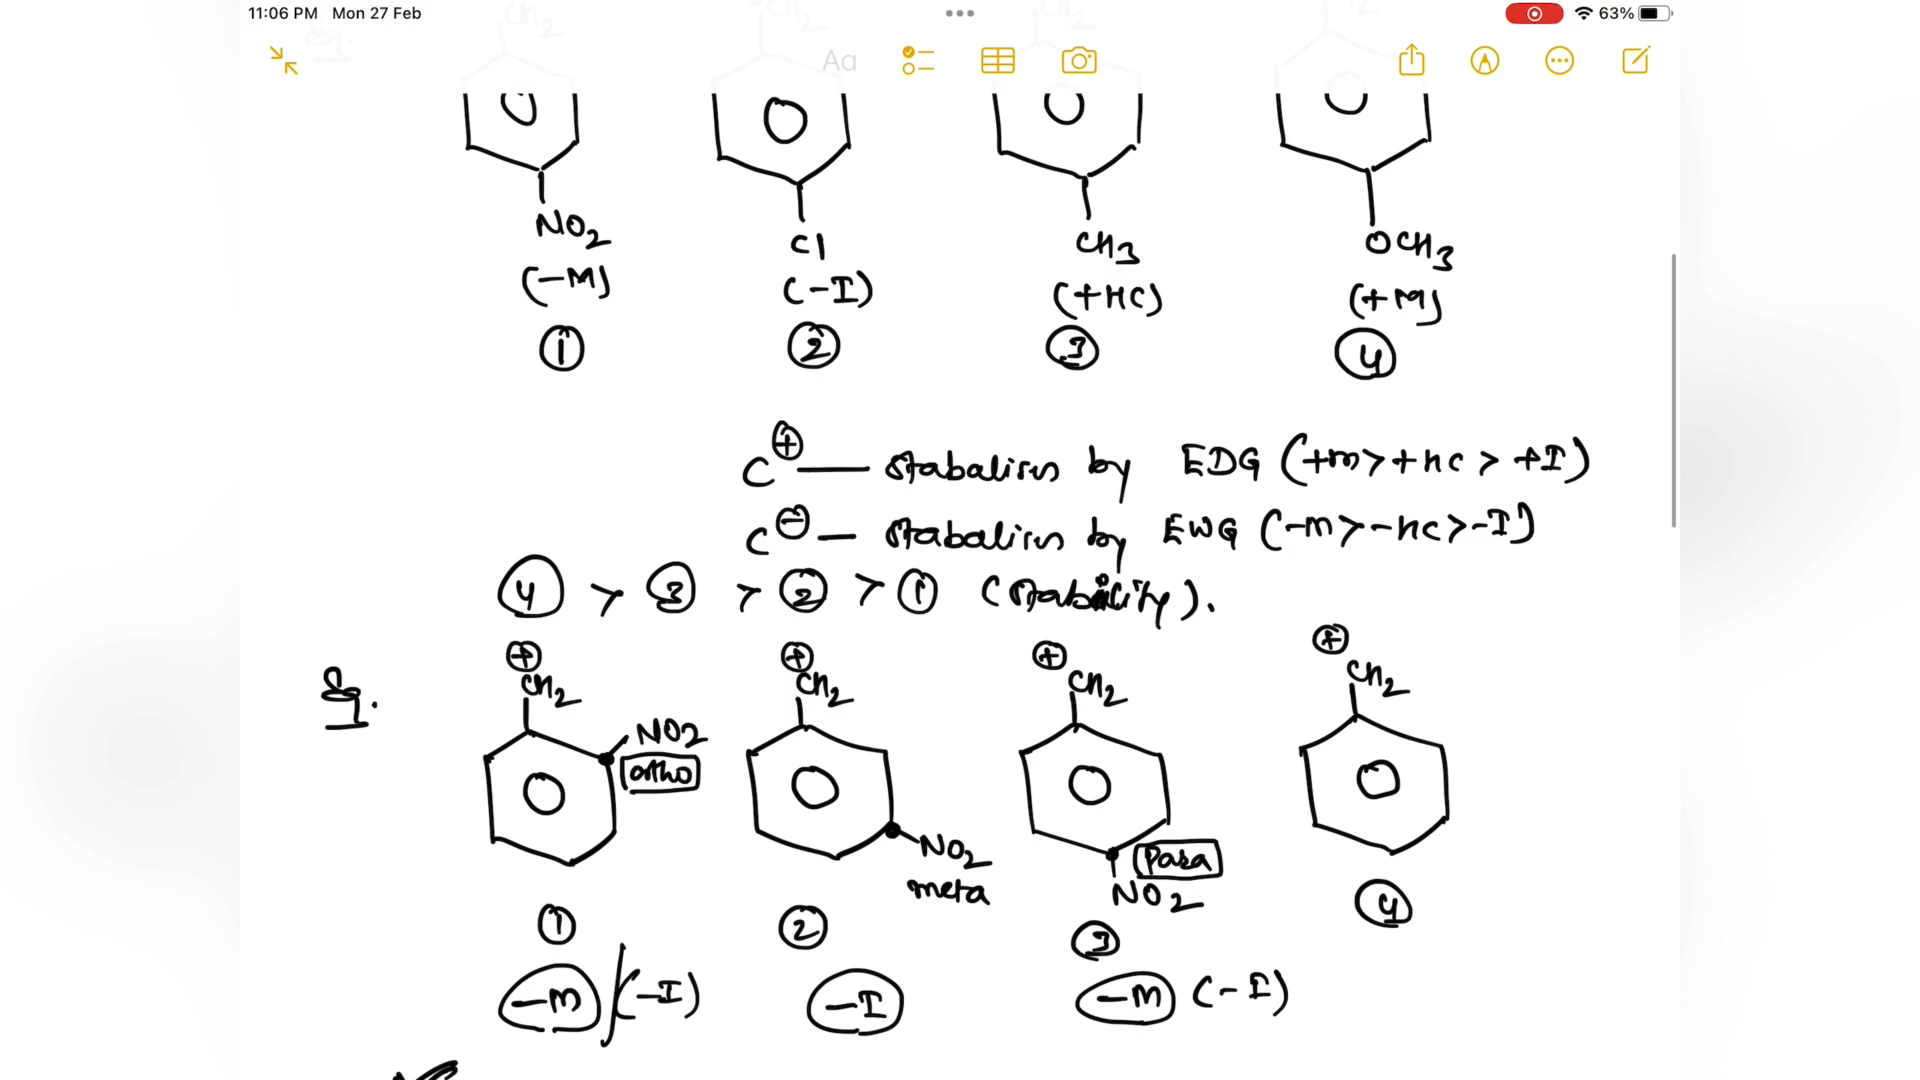 11:06 PM Mon 27 Feb
63%
Aa
NO2 Cl CH3 OCH3
(-M) (-I) (+HC) (+M)
1 2 3 4
C⊕ — stabalises by EDG (+m>+hc > +I)
C⊖ — stabalises by EWG (-m>-hc>-I)
4 > 3 > 2 > 1 (stability).
⊕ ⊕ ⊕ ⊕
CH2 CH2 CH2 CH2
NO2
ortho
NO2 Para
meta NO2
1 2 3 4
-M (-I) -I -M (-I)